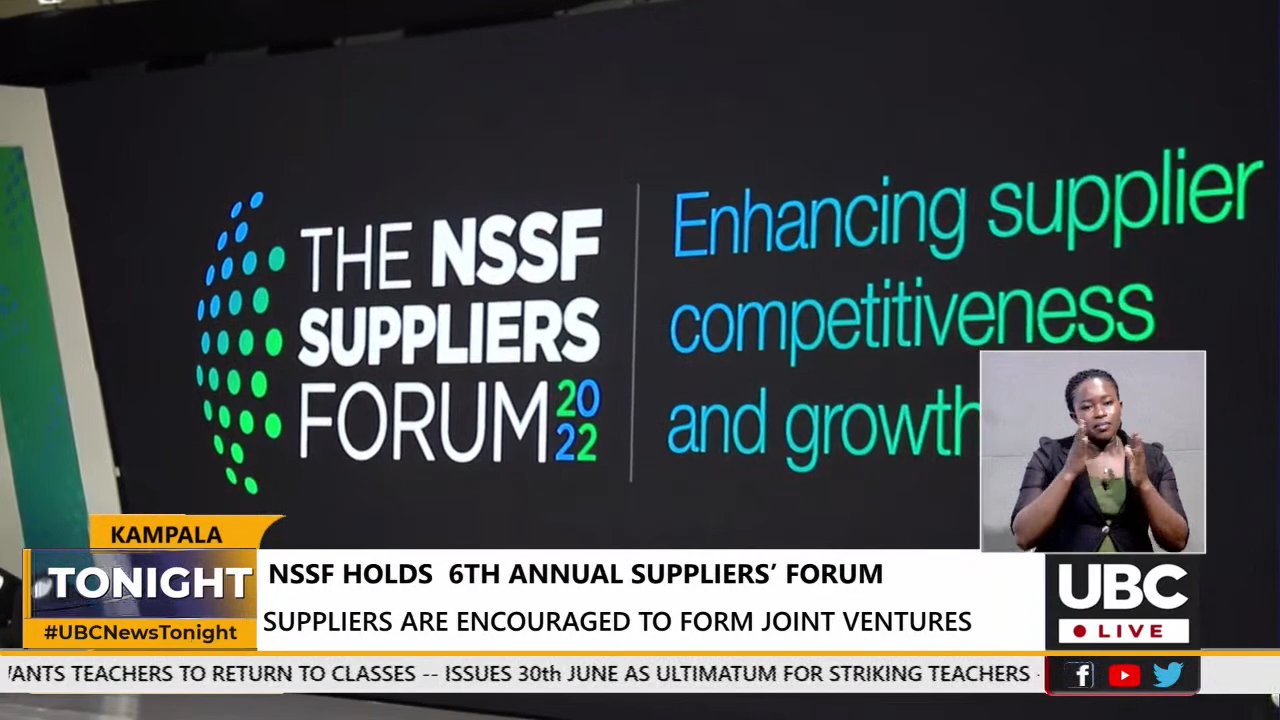 THE NSSF
SUPPLIERS
FORUM 20
22
Enhancing supplier
competitiveness
and growth
KAMPALA
TONIGHT
#UBCNewsTonight
NSSF HOLDS 6TH ANNUAL SUPPLIERS’ FORUM
SUPPLIERS ARE ENCOURAGED TO FORM JOINT VENTURES
UBC
LIVE
TEACHERS TO RETURN TO CLASSES -- ISSUES 30th JUNE AS ULTIMATUM FOR STRIKING TEACHERS -